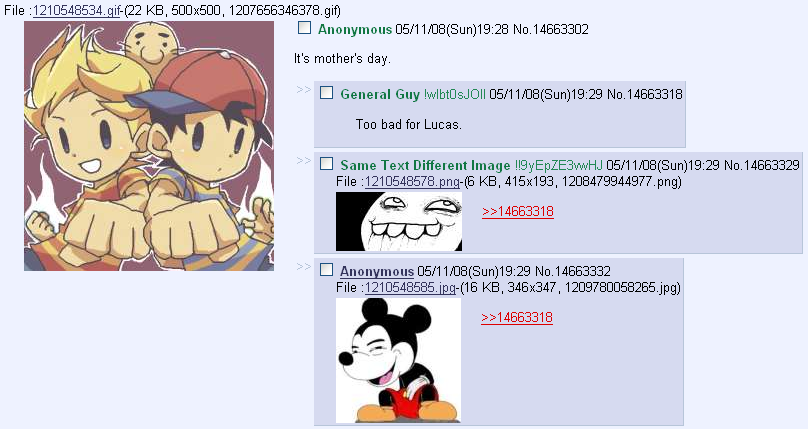 File :1210548534.gif-(22 KB, 500x500, 1207656346378.gif)
Anonymous 05/11/08(Sun)19:28 No.14663302
It's mother's day.
>> General Guy !wlbt0sJOII 05/11/08(Sun)19:29 No.14663318
Too bad for Lucas.
>> Same Text Different Image !!9yEpZE3vwHJ 05/11/08(Sun)19:29 No.14663329
File :1210548578.png-(6 KB, 415x193, 1208479944977.png)
>>14663318
>> Anonymous 05/11/08(Sun)19:29 No.14663332
File :1210548585.jpg-(16 KB, 346x347, 1209780058265.jpg)
>>14663318